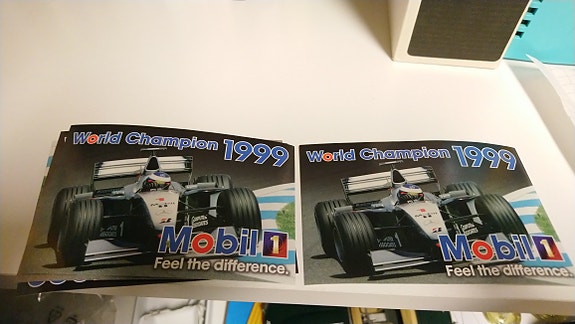 World Champion 1999
Mobil 1
Feel the difference.
World Champion 1999
Mobil 1
Feel the difference.